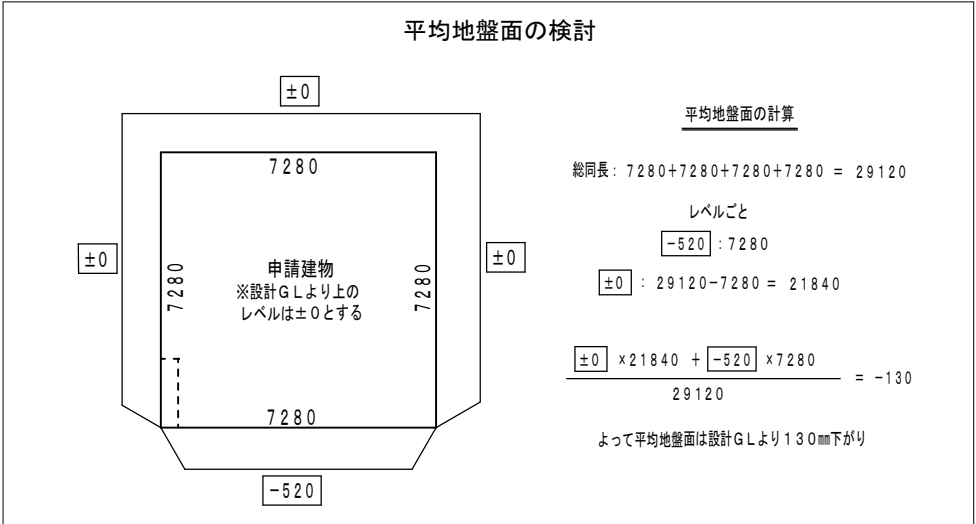 平均地盤面の検討
±0
7280
±0
7280
申請建物
※設計GLより上の
レベルは±0とする
7280
±0
7280
-520
平均地盤面の計算
総同長：7280+7280+7280+7280 = 29120
レベルごと
-520 ：7280
±0 ： 29120-7280 = 21840
±0 ×21840 + -520 ×7280
29120
= -130
よって平均地盤面は設計GLより130㎜下がり